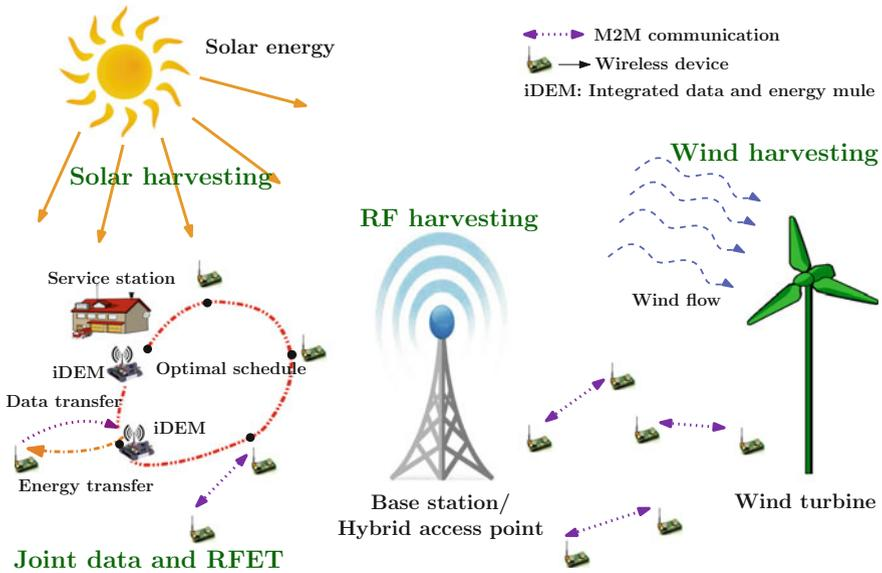 Solar energy
M2M communication
Wireless device
iDEM: Integrated data and energy mule
Solar harvesting
Wind harvesting
RF harvesting
Service station
Wind flow
iDEM
Optimal schedule
Data transfer
iDEM
Energy transfer
Base station/
Hybrid access point
Wind turbine
Joint data and RFET